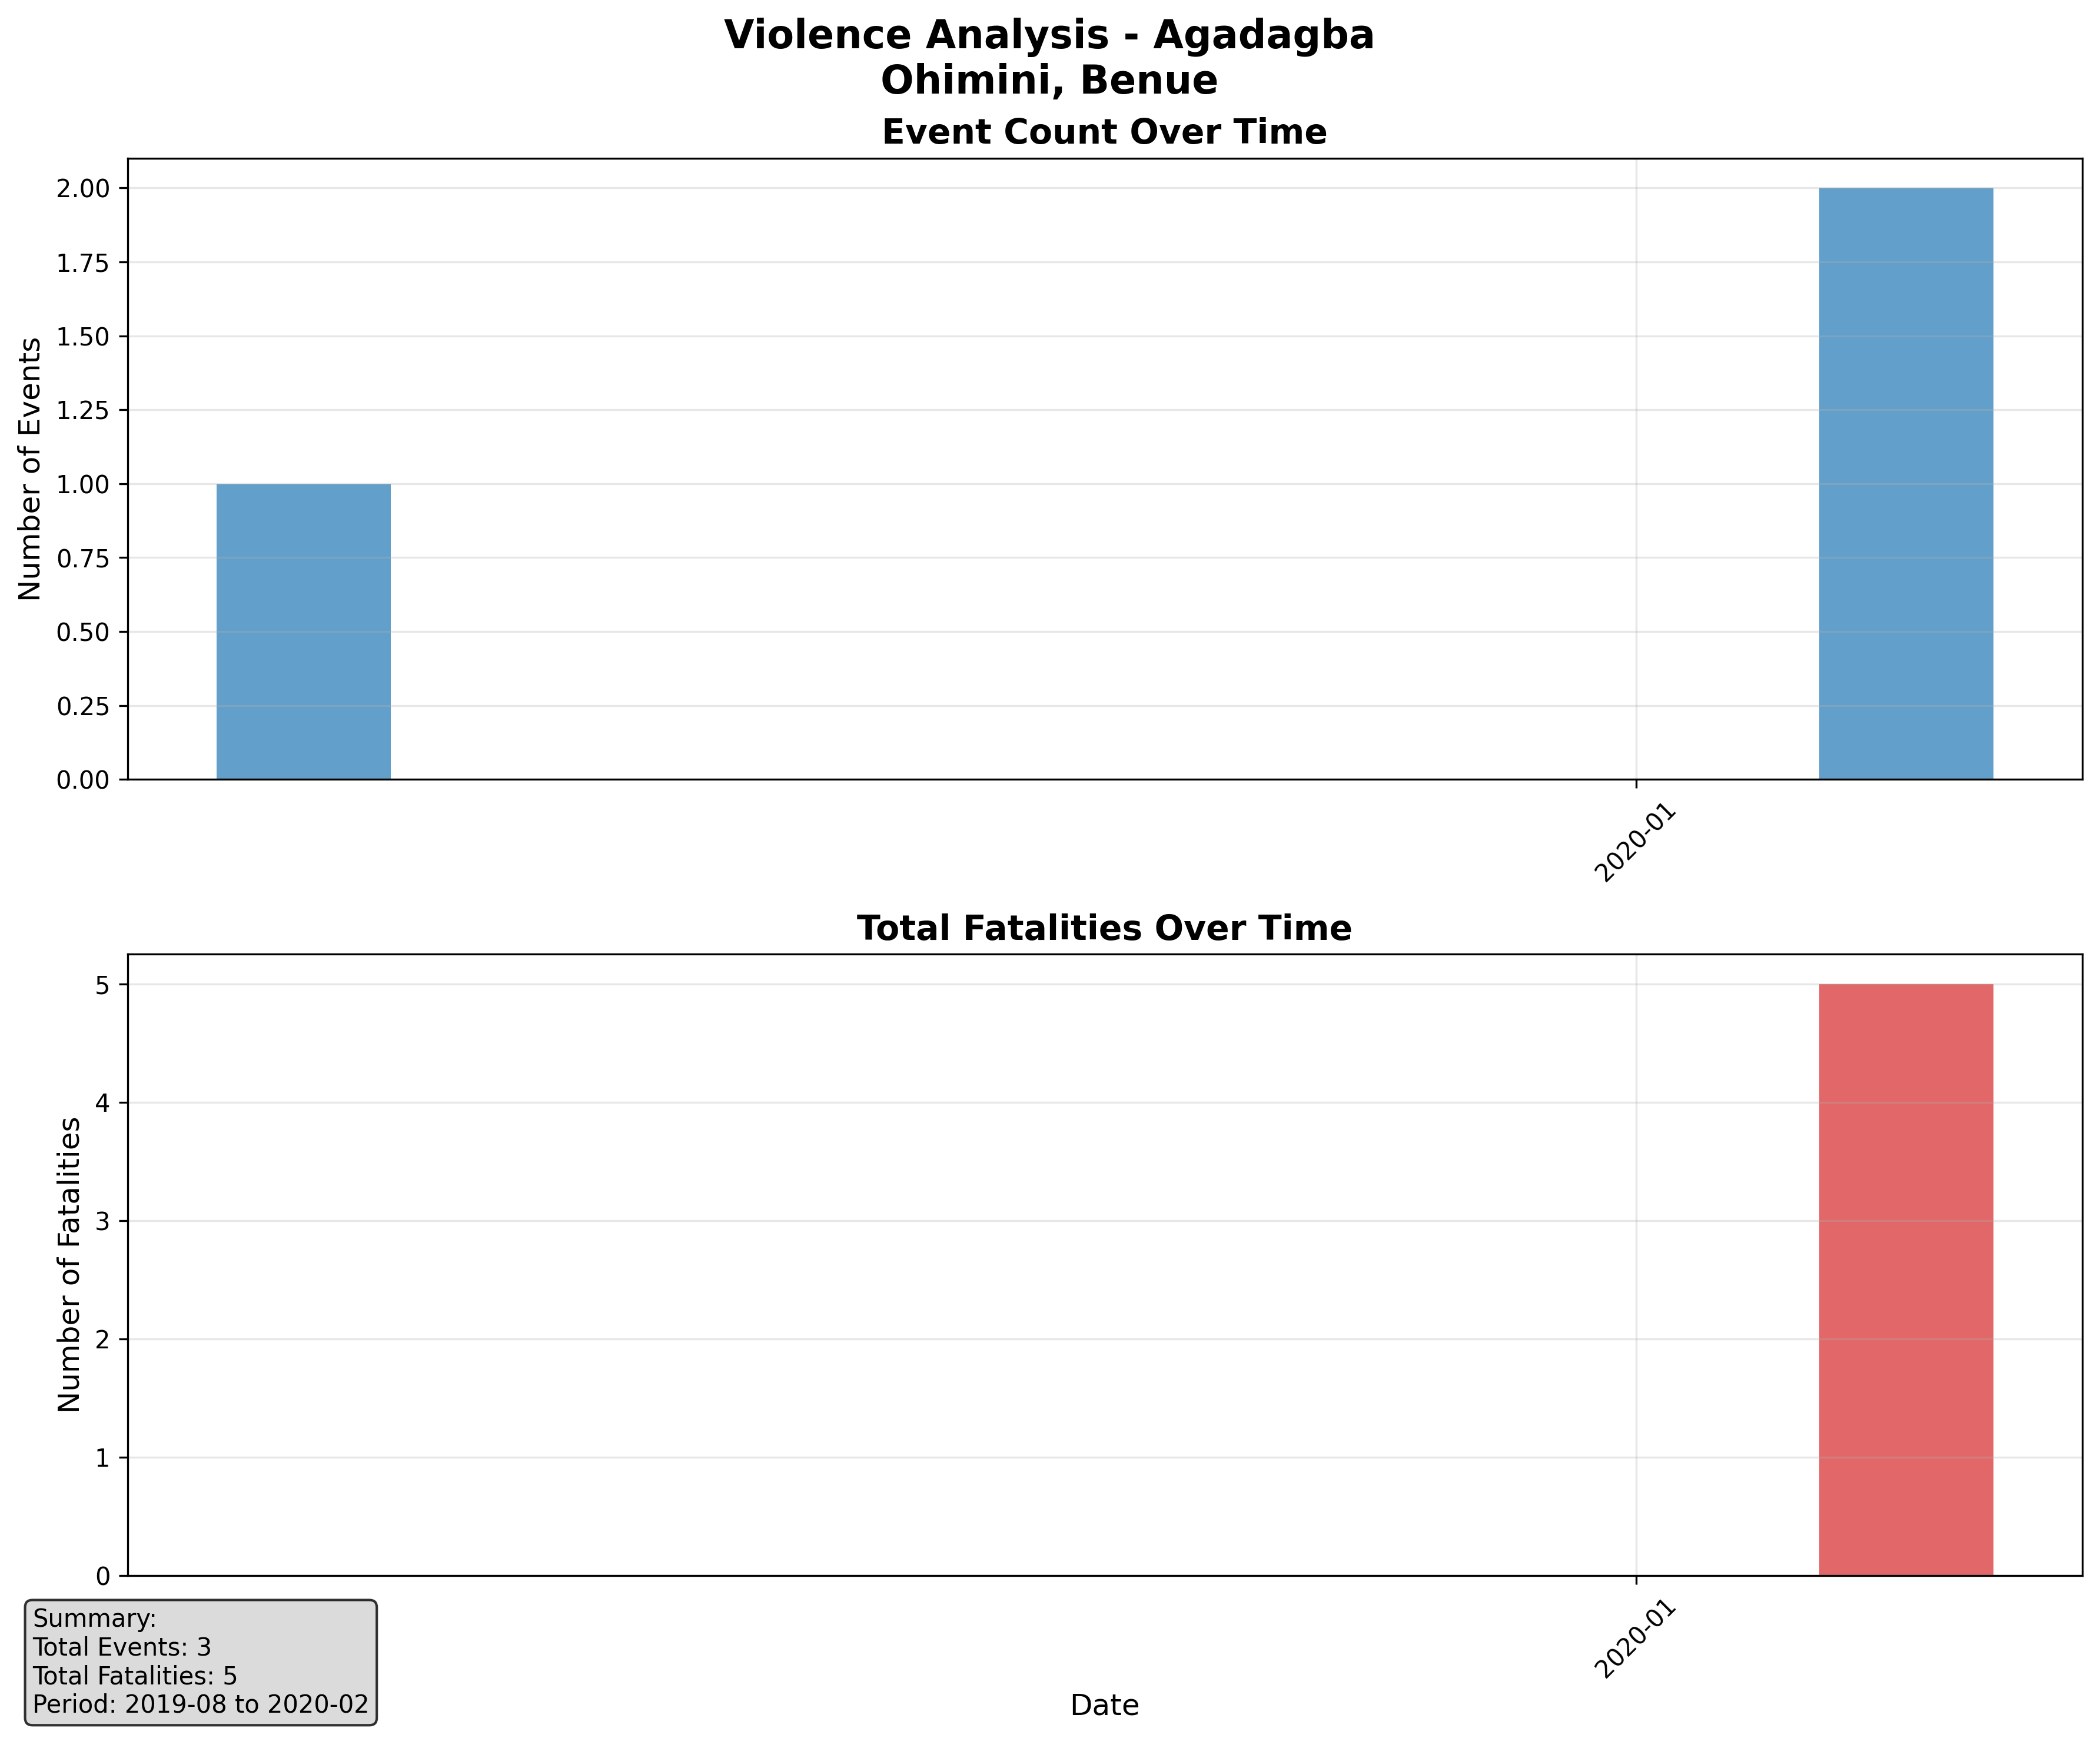 Violence Analysis - Agadagba
Ohimini, Benue
Event Count Over Time
2.00
1.75
1.50
1.25
1.00
0.75
0.50
0.25
0.00
Number of Events
2020-01
Total Fatalities Over Time
5
4
3
2
1
0
Number of Fatalities
2020-01
Date
Summary:
Total Events: 3
Total Fatalities: 5
Period: 2019-08 to 2020-02